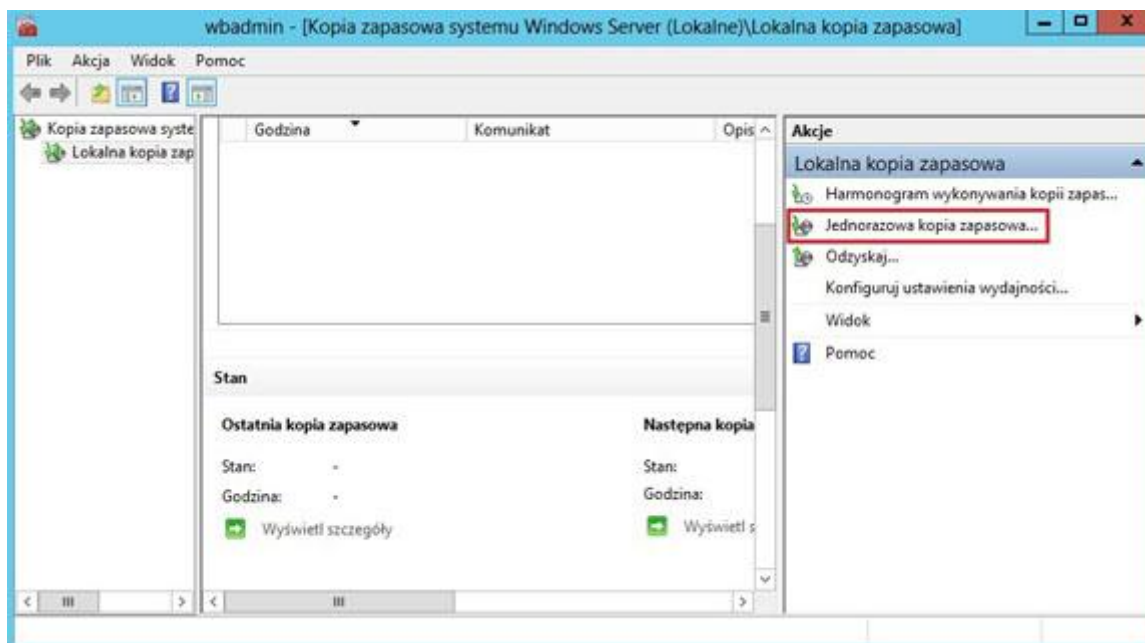 wbadmin - [Kopia zapasowa systemu Windows Server (Lokalne)\Lokalna kopia zapasowa]
Plik Akcja Widok Pomoc
Kopia zapasowa syste
Lokalna kopia zap
Godzina Komunikat Opis
Stan
Ostatnia kopia zapasowa Następna kopia
Stan: - Stan:
Godzina: - Godzina:
Wyświetl szczegóły Wyświetl s
Akcje
Lokalna kopia zapasowa
Harmonogram wykonywania kopii zapas...
Jednorazowa kopia zapasowa...
Odzyskaj...
Konfiguruj ustawienia wydajności...
Widok
Pomoc